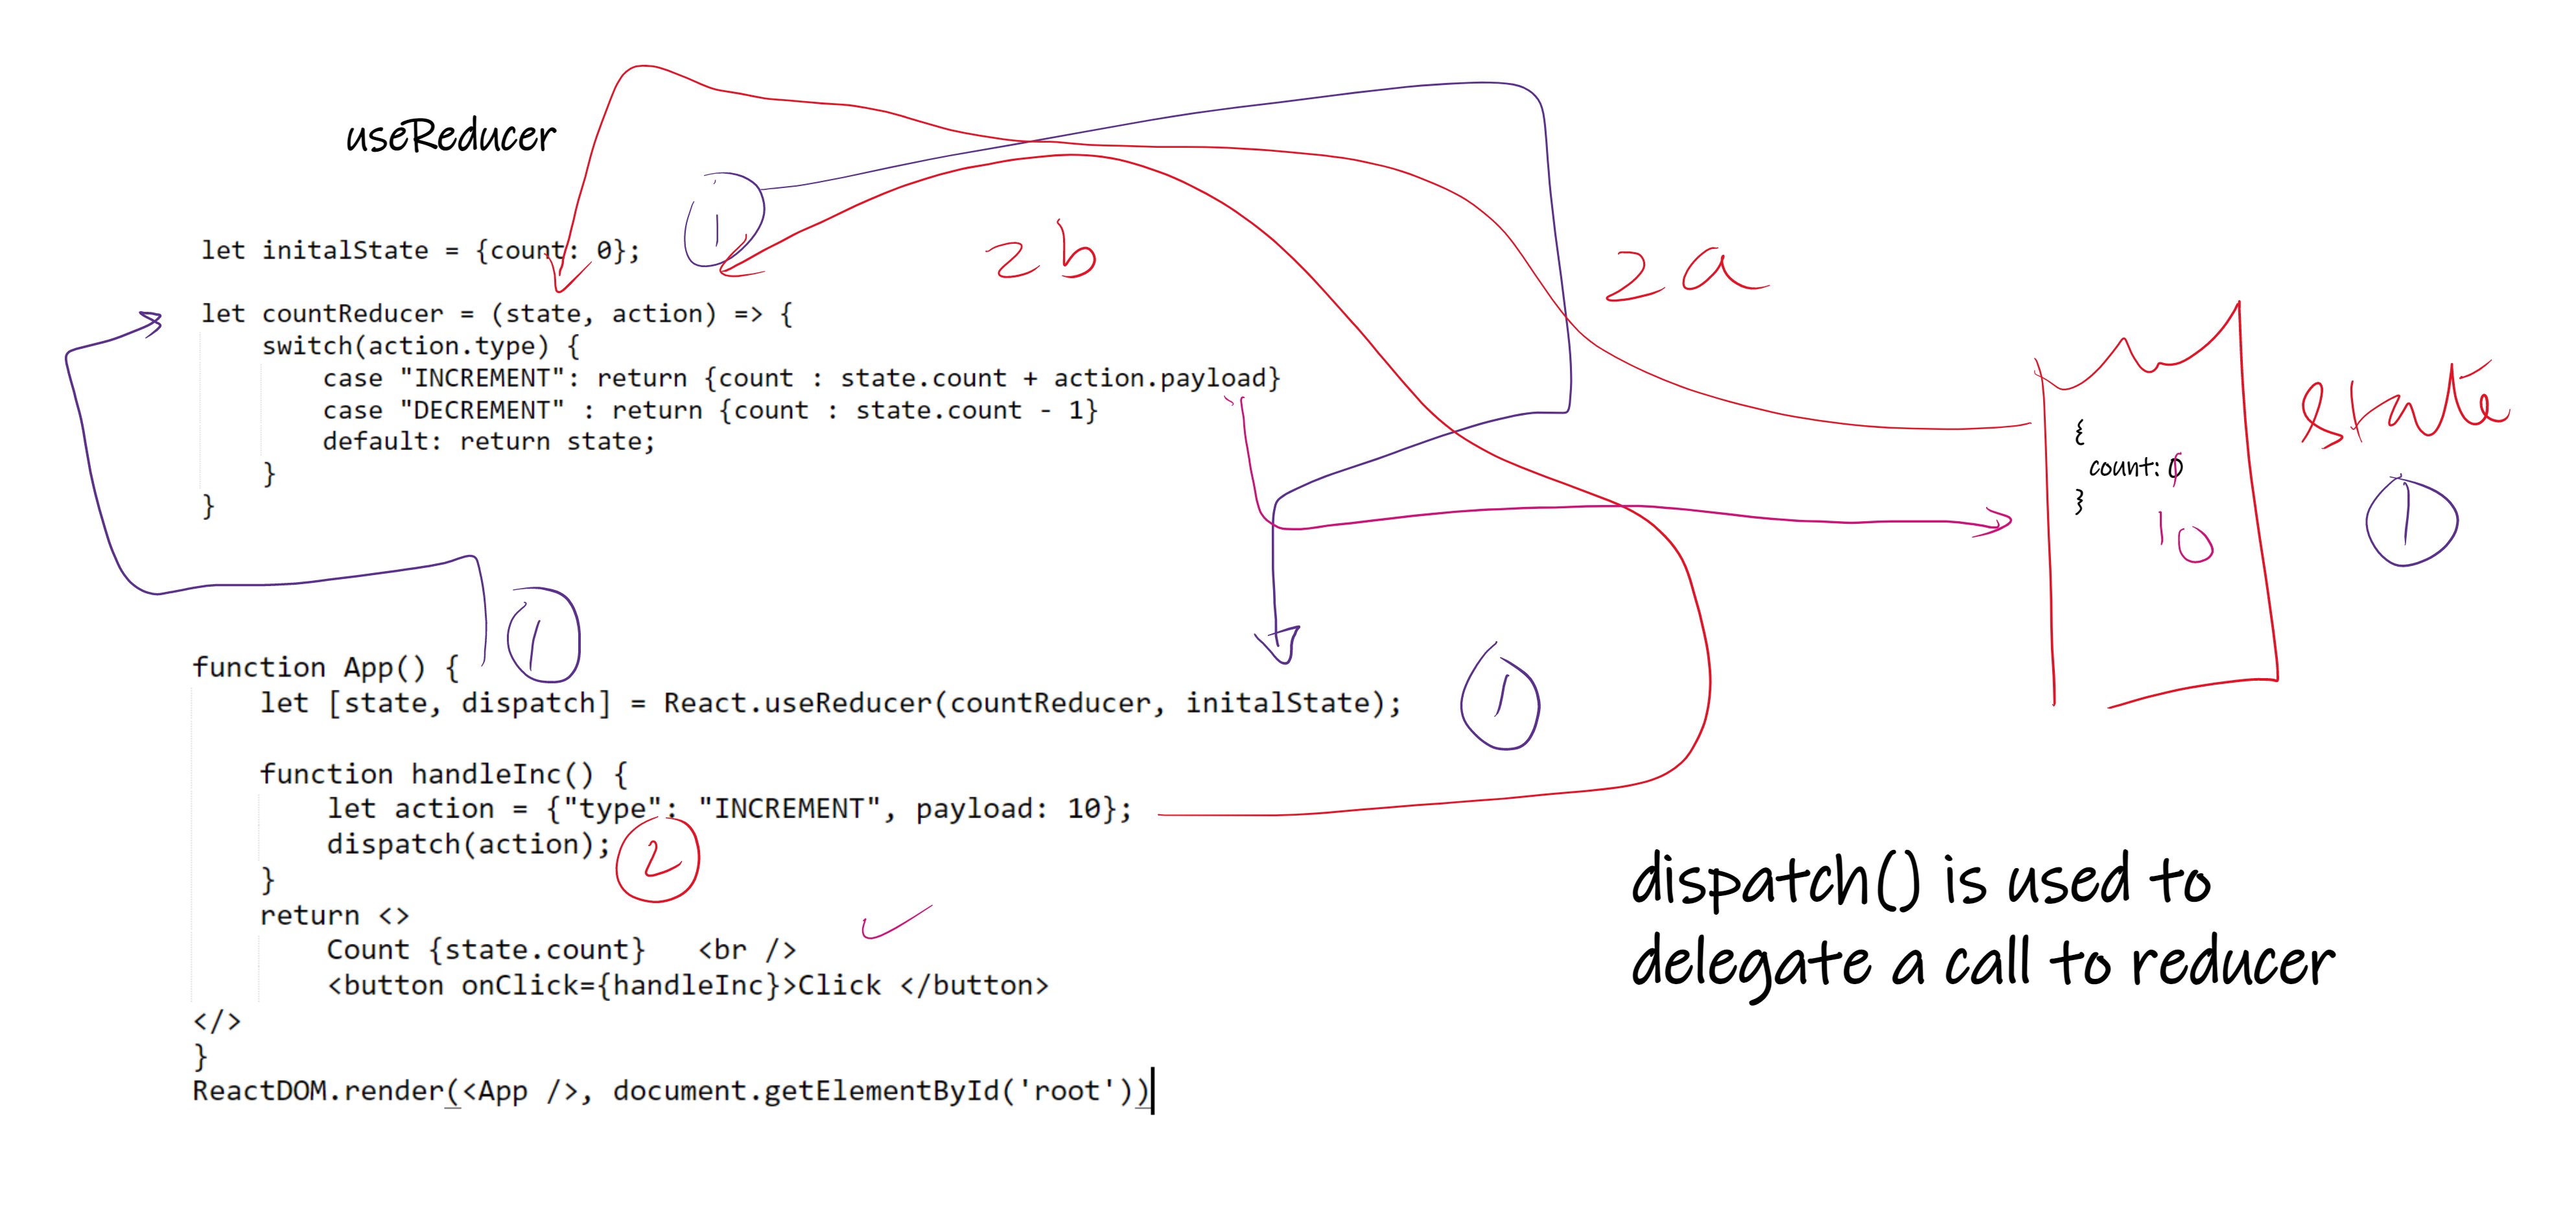 useReducer
1
let initalState = {count: 0};
2b
2a
let countReducer = (state, action) => {
switch(action.type) {
case "INCREMENT": return {count : state.count + action.payload}
case "DECREMENT" : return {count : state.count - 1}
default: return state;
}
}
{
count: 0
}
10
state
1
1
function App() {
let [state, dispatch] = React.useReducer(countReducer, initalState);
1
function handleInc() {
let action = {"type": "INCREMENT", payload: 10};
dispatch(action);
2
}
return <>
Count {state.count} <br />
<button onClick={handleInc}>Click </button>
</>
}
ReactDOM.render(<App />, document.getElementById('root'))
dispatch() is used to
delegate a call to reducer